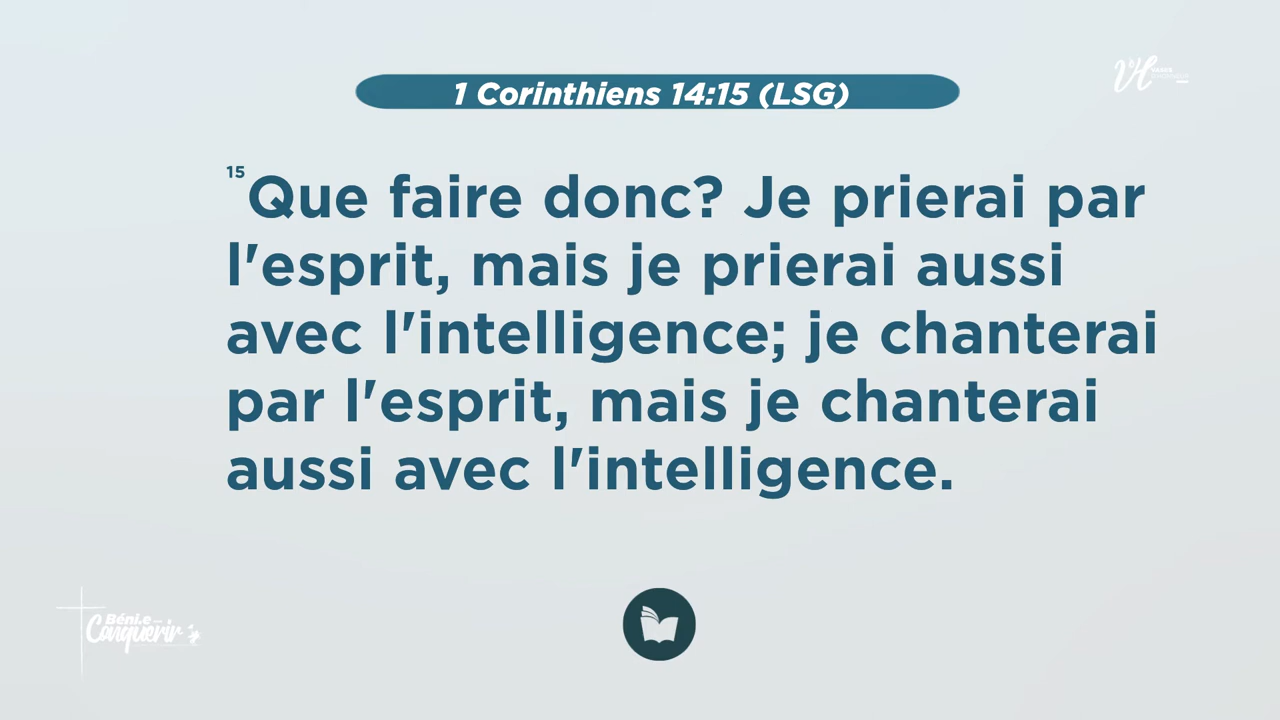 1 Corinthiens 14:15 (LSG)
15 Que faire donc? Je prierai par
l'esprit, mais je prierai aussi
avec l'intelligence; je chanterai
par l'esprit, mais je chanterai
aussi avec l'intelligence.
Béni.e
Conquérir